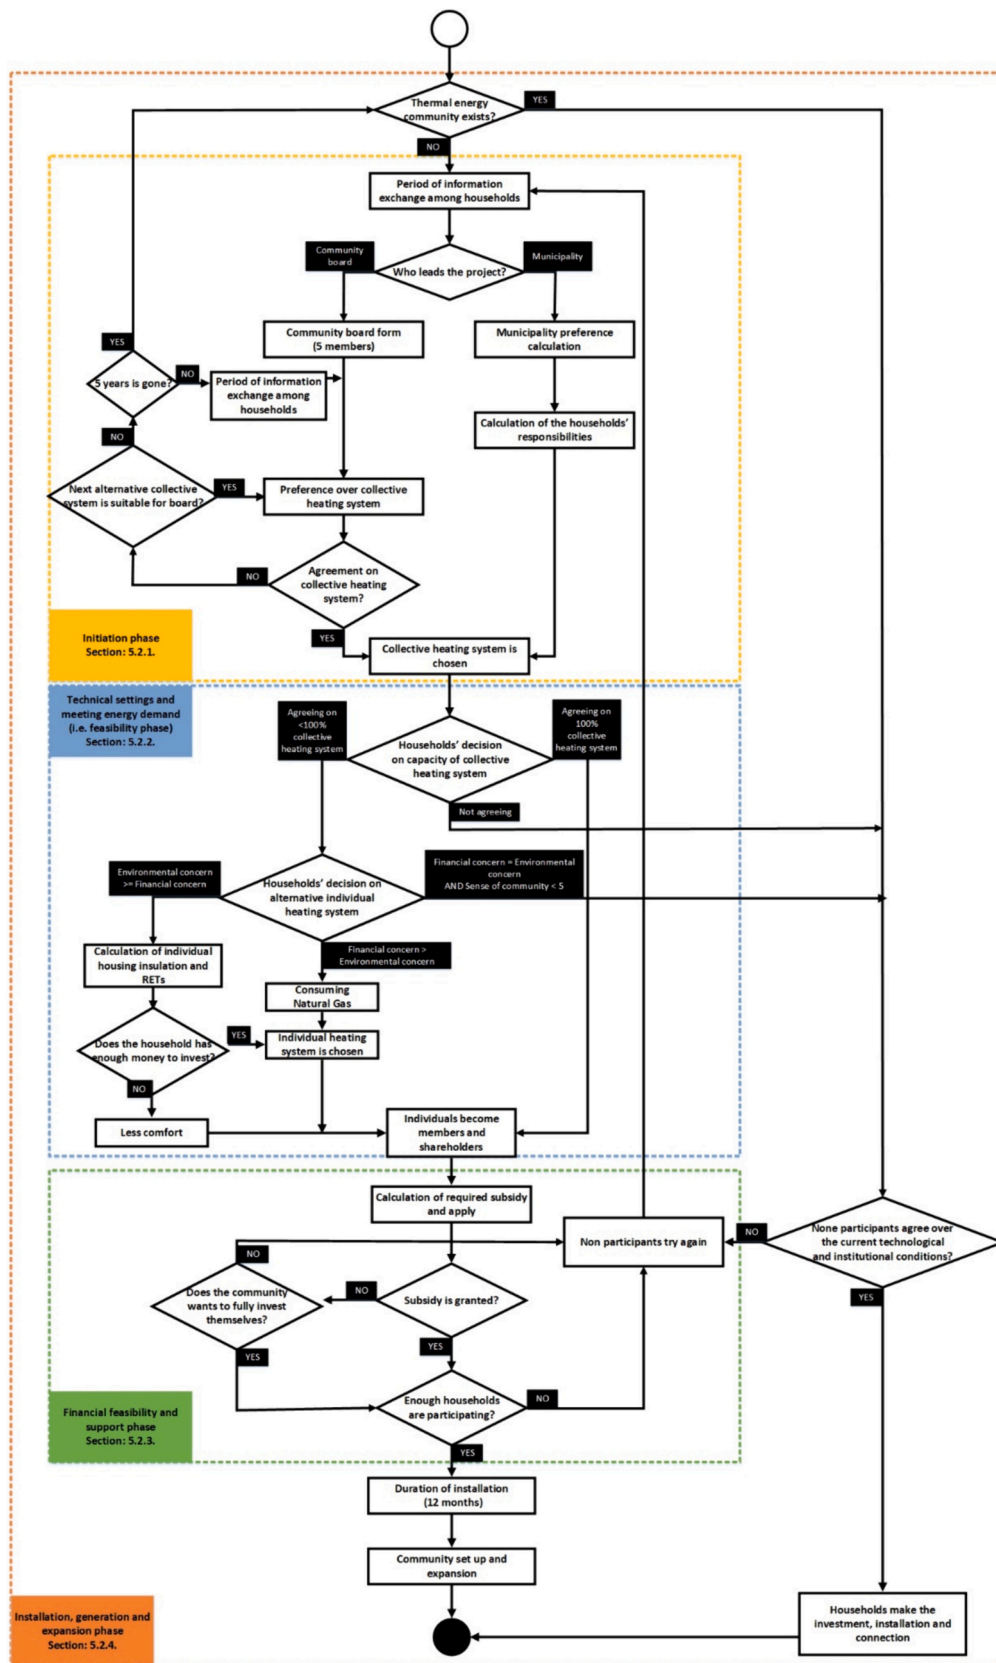 Thermal energy
community exists?
YES
NO
Period of information
exchange among households
Community
board
Who leads the project?
Municipality
Community board form
(5 members)
Municipality preference
calculation
YES
5 years is gone?
NO
Period of information
exchange among
households
Calculation of the households'
responsibilities
NO
Next alternative collective
system is suitable for board?
YES
Preference over collective
heating system
NO
Agreement on
collective heating
system?
YES
Initiation phase
Section: 5.2.1.
Collective heating system is
chosen
Technical settings and
meeting energy demand
(i.e. feasibility phase)
Section: 5.2.2.
Agreeing on
<100%
collective
heating system
Households' decision
on capacity of collective
heating system
Agreeing on
100%
collective
heating system
Not agreeing
Environmental concern
>= Financial concern
Households' decision on
alternative individual
heating system
Financial concern = Environmental
concern
AND Sense of community < 5
Calculation of individual
housing insulation and
RETs
Financial concern >
Environmental concern
Consuming
Natural Gas
Does the household has
enough money to invest?
YES
Individual heating
system is chosen
NO
Less comfort
Individuals become
members and
shareholders
Calculation of required subsidy
and apply
Non participants try again
NO
None participants agree over
the current technological
and institutional conditions?
NO
Does the community
wants to fully invest
themselves?
NO
Subsidy is granted?
YES
YES
YES
Enough households
are participating?
NO
Financial feasibility and
support phase
Section: 5.2.3.
YES
Duration of installation
(12 months)
Community set up and
expansion
Installation, generation and
expansion phase
Section: 5.2.4.
Households make the
investment, installation and
connection